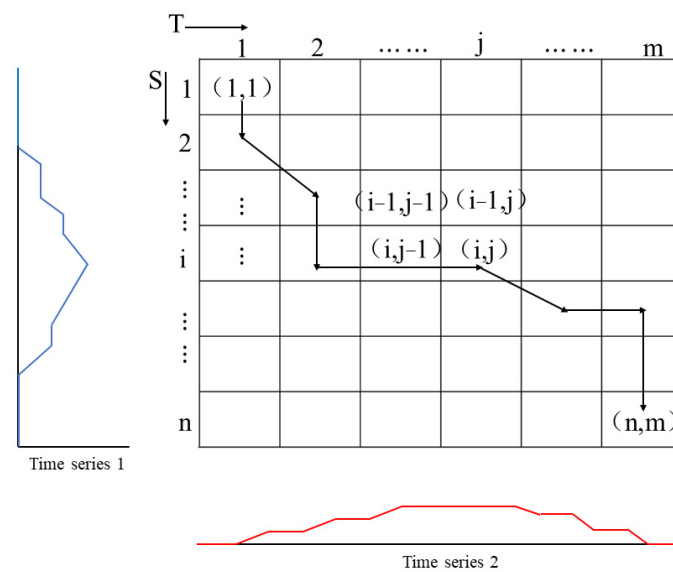 T
1 2 …… j …… m
S
1 (1,1)
2
⋮ ⋮ (i-1,j-1) (i-1,j)
⋮
i ⋮ (i,j-1) (i,j)
⋮
⋮
n (n,m)
Time series 1
Time series 2